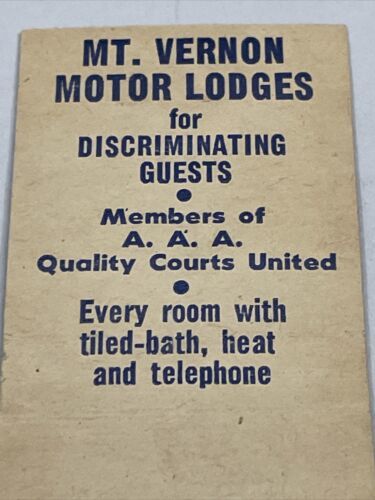 MT. VERNON
MOTOR LODGES
for
DISCRIMINATING
GUESTS
●
Members of
A. A. A.
Quality Courts United
●
Every room with
tiled-bath, heat
and telephone